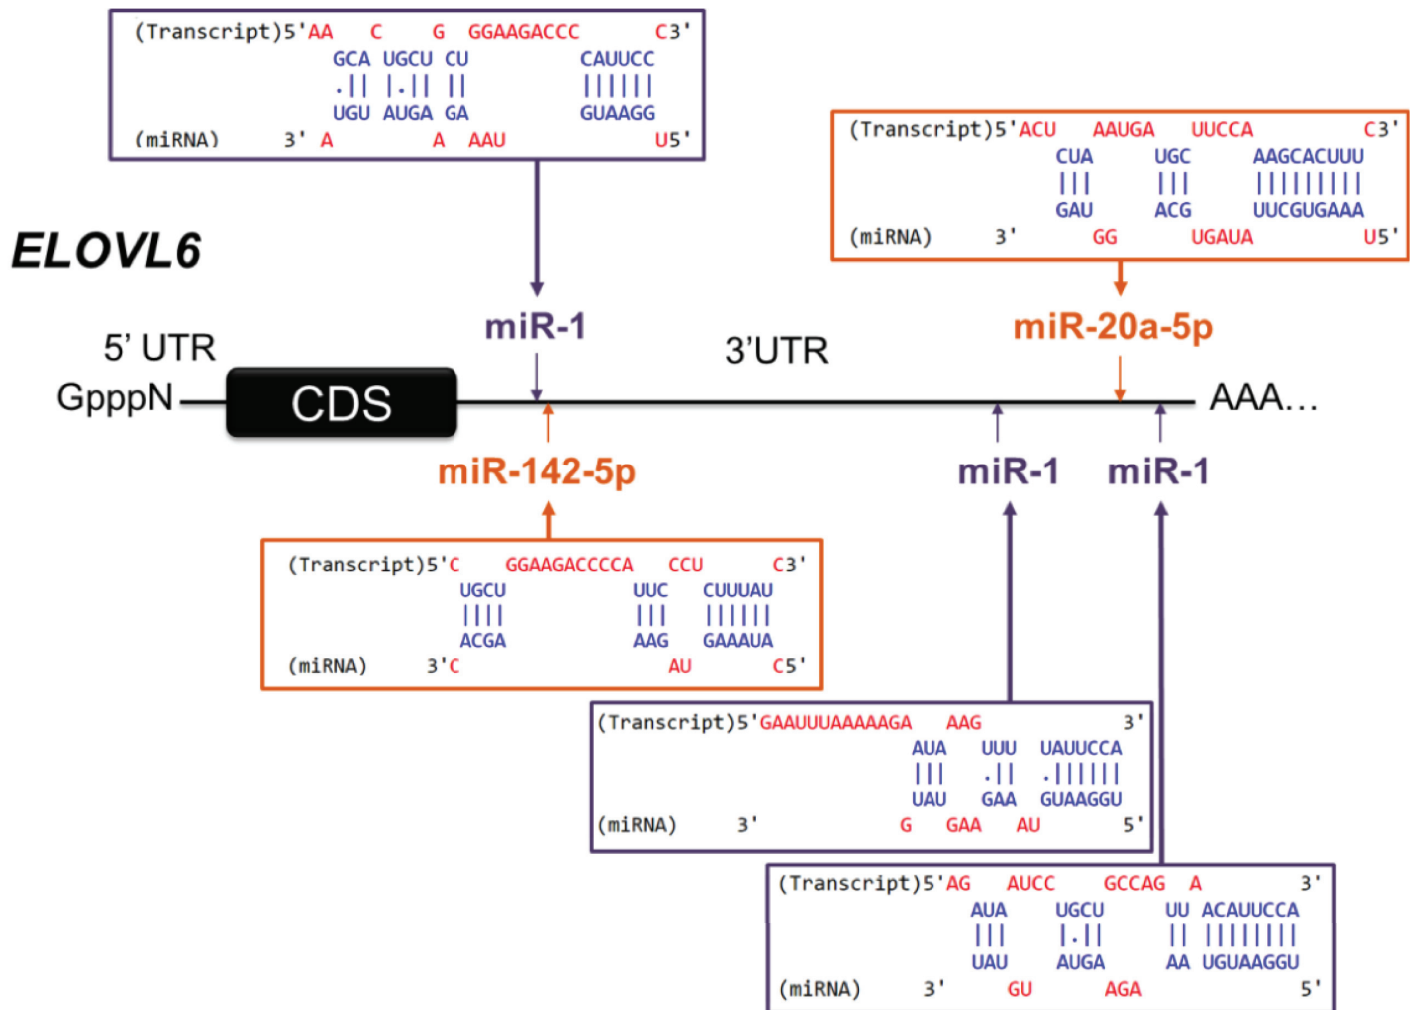 (Transcript)5'AA C G GGAAGACCC C3'
GCA UGCU CU CAUUCC
.|| |.|| || ||||||
UGU AUGA GA GUAAGG
(miRNA) 3' A A AAU U5'
(Transcript)5'ACU AAUGA UUCCA C3'
CUA UGC AAGCACUUU
||| ||| |||||||||
GAU ACG UUCGUGAAA
(miRNA) 3' GG UGAUA U5'
ELOVL6
miR-1
miR-20a-5p
5' UTR
3'UTR
GpppN
CDS
AAA...
miR-142-5p
miR-1
miR-1
(Transcript)5'C GGAAGACCCCA CCU C3'
UGCU UUC CUUUAU
|||| ||| ||||||
ACGA AAG GAAAUA
(miRNA) 3'C AU C5'
(Transcript)5'GAAUUUAAAAAGA AAG 3'
AUA UUU UAUUCCA
||| .|| .||||||
UAU GAA GUAAGGU
(miRNA) 3' G GAA AU 5'
(Transcript)5'AG AUCC GCCAG A 3'
AUA UGCU UU ACAUUCCA
||| |.|| || ||||||||
UAU AUGA AA UGUAAGGU
(miRNA) 3' GU AGA 5'